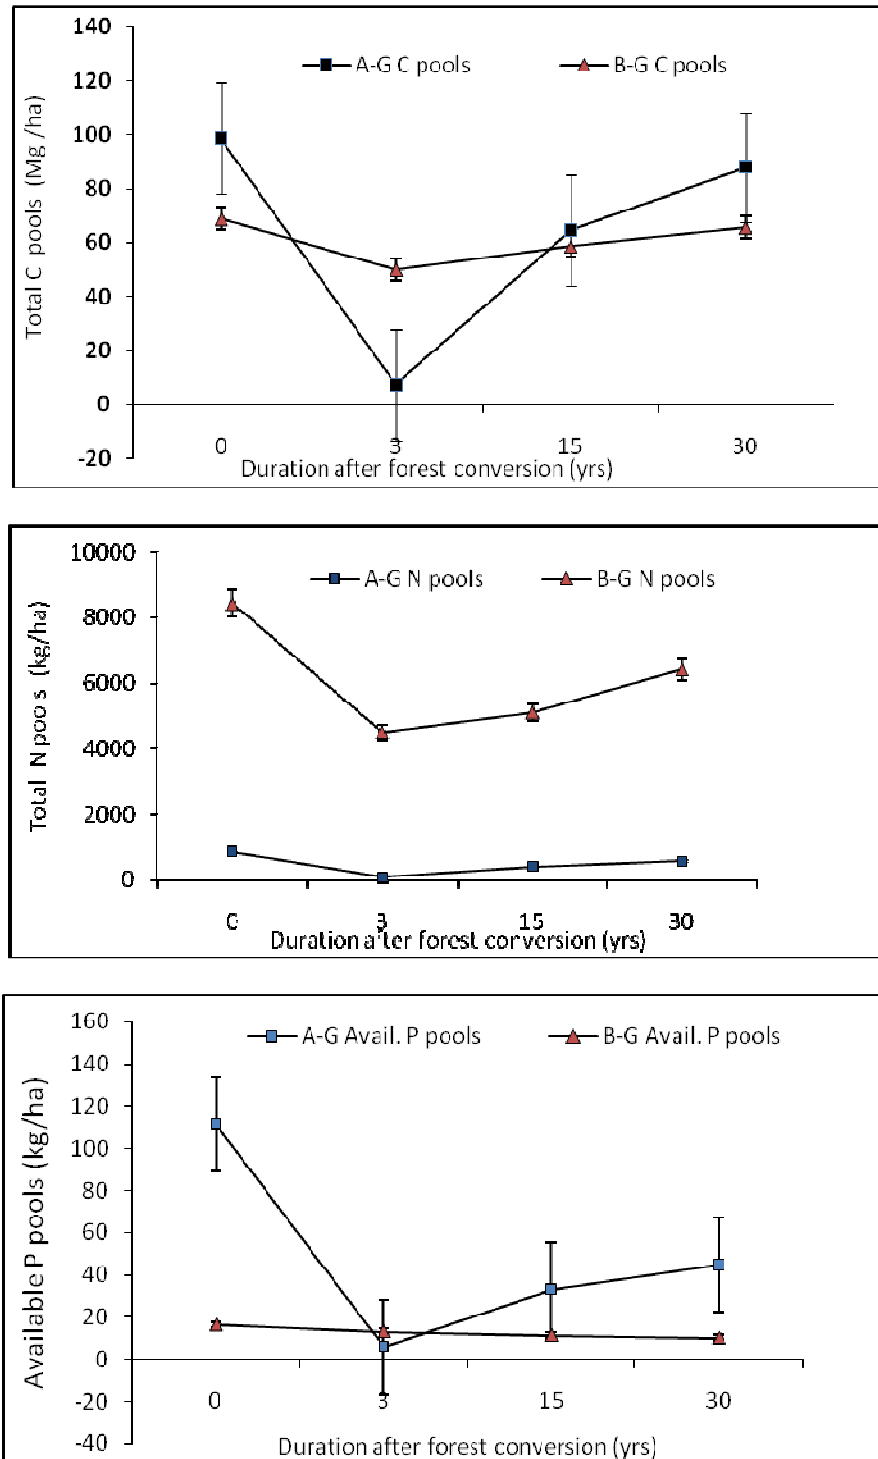 140
A-G C pools B-G C pools
120
100
80
60
40
20
0
-20
Total C pools (Mg /ha)
0 3 15 30
Duration after forest conversion (yrs)
10000
A-G N pools B-G N pools
8000
6000
4000
2000
0
Total N pools (kg/ha)
0 3 15 30
Duration after forest conversion (yrs)
160
A-G Avail. P pools B-G Avail. P pools
140
120
100
80
60
40
20
0
-20
-40
Available P pools (kg/ha)
0 3 15 30
Duration after forest conversion (yrs)